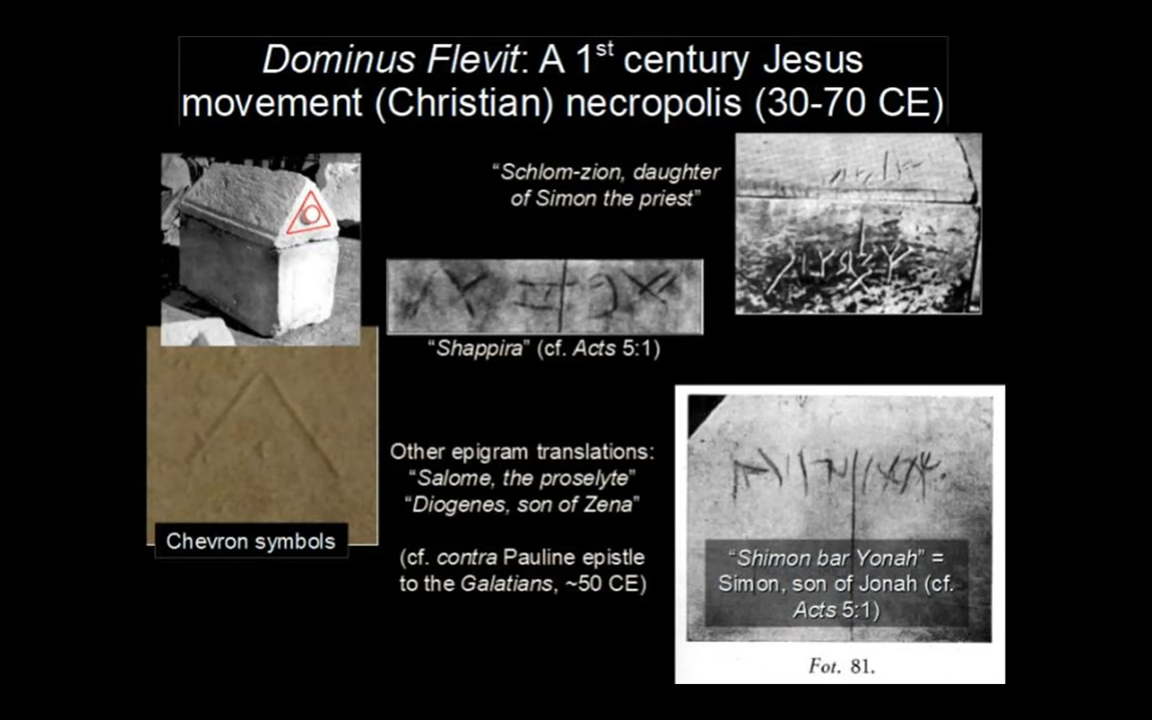 Dominus Flevit: A 1st century Jesus
movement (Christian) necropolis (30-70 CE)
“Schlom-zion, daughter
of Simon the priest”
“Shappira” (cf. Acts 5:1)
Other epigram translations:
“Salome, the proselyte”
“Diogenes, son of Zena”
(cf. contra Pauline epistle
to the Galatians, ~50 CE)
Chevron symbols
“Shimon bar Yonah” =
Simon, son of Jonah (cf.
Acts 5:1)
Fot. 81.